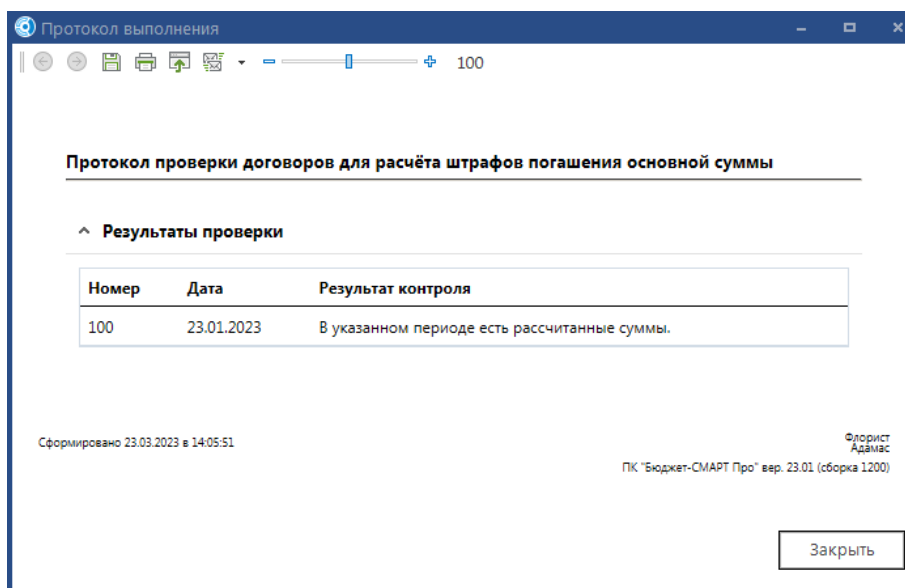 Протокол выполнения
100
Протокол проверки договоров для расчёта штрафов погашения основной суммы
Результаты проверки
Номер Дата Результат контроля
100 23.01.2023 В указанном периоде есть рассчитанные суммы.
Сформировано 23.03.2023 в 14:05:51
Флорист
Адамас
ПК "Бюджет-СМАРТ Про" вер. 23.01 (сборка 1200)
Закрыть